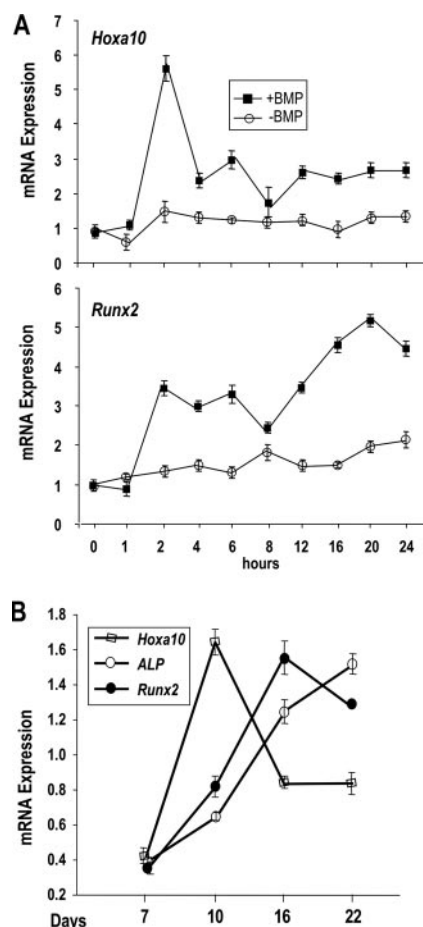 A
Hoxa10
mRNA Expression
7
6
5
4
3
2
1
0
+BMP
-BMP
Runx2
mRNA Expression
6
5
4
3
2
1
0
0 1 2 4 6 8 12 16 20 24
hours
B
Hoxa10
ALP
Runx2
mRNA Expression
1.8
1.6
1.4
1.2
1.0
0.8
0.6
0.4
0.2
Days 7 10 16 22